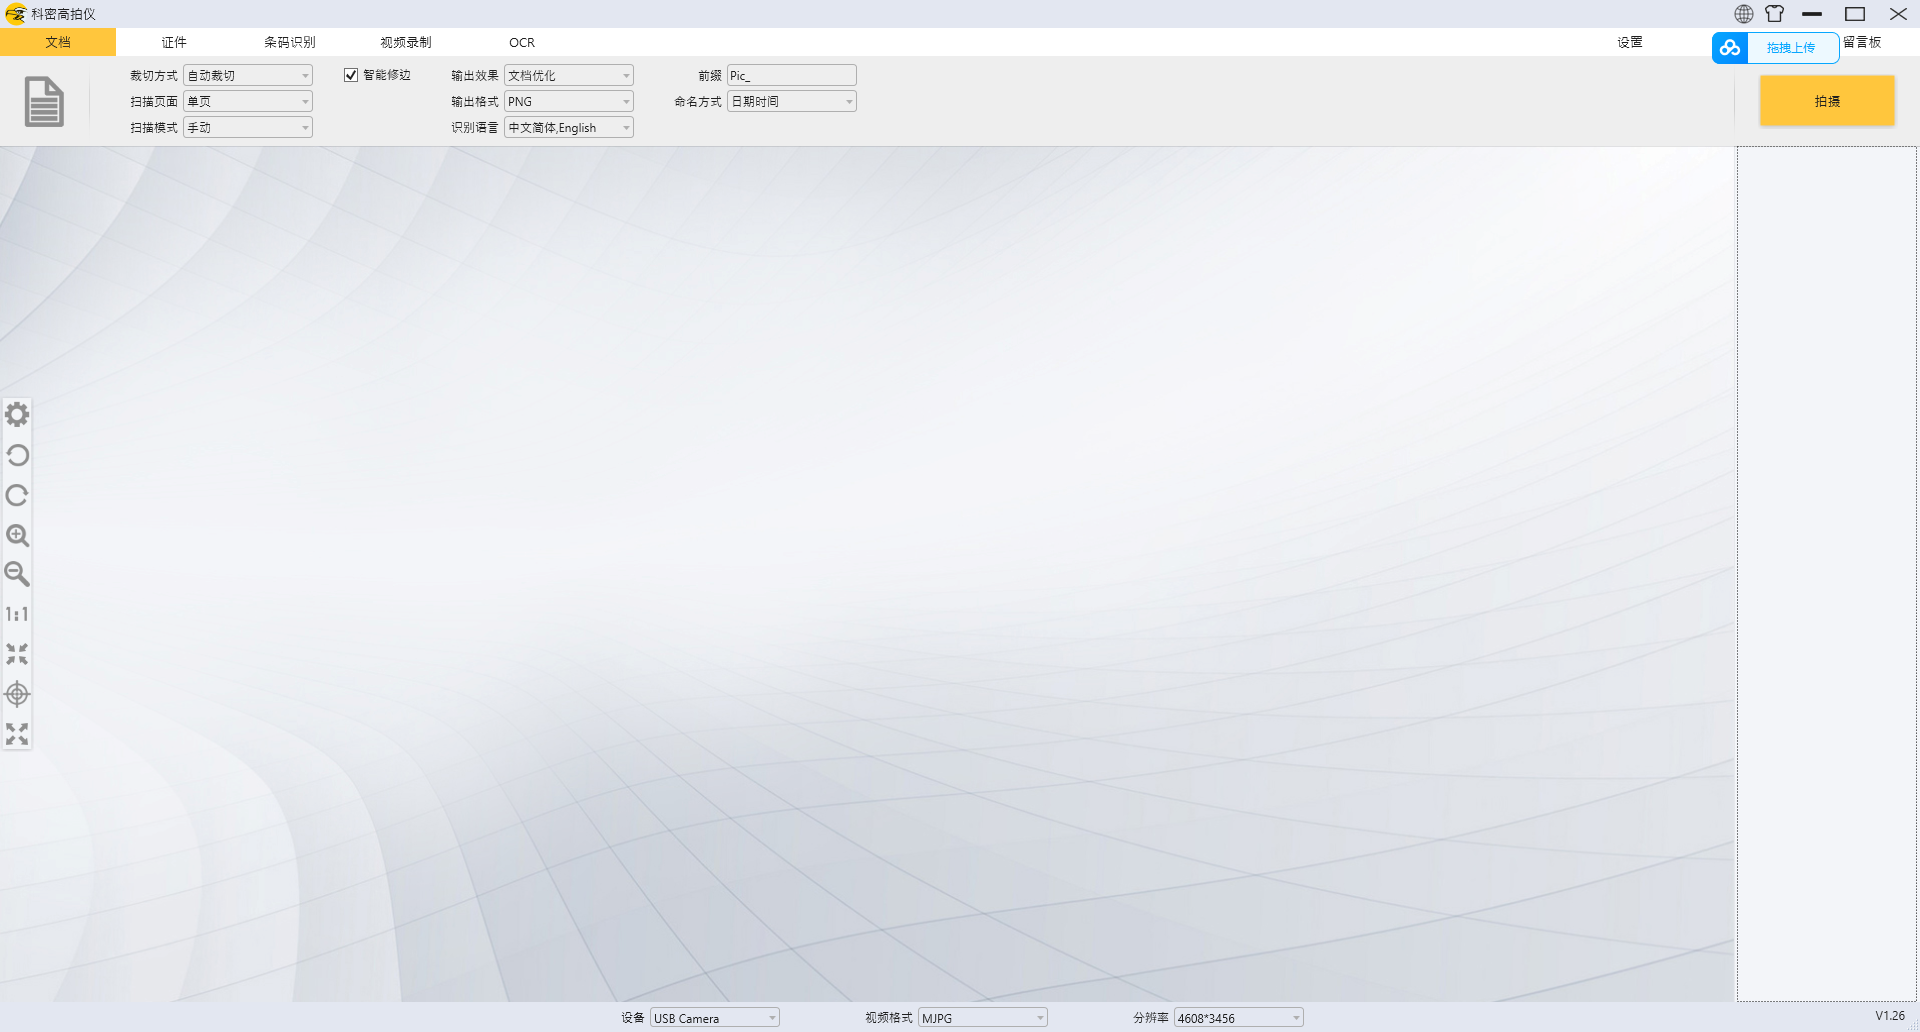 科密高拍仪
文档 证件 条码识别 视频录制 OCR 设置 拖拽上传 留言板
裁切方式 自动裁切 智能修边 输出效果 文档优化 前缀 Pic_
扫描页面 单页 输出格式 PNG 命名方式 日期时间 拍摄
扫描模式 手动 识别语言 中文简体,English
1:1
设备 USB Camera 视频格式 MJPG 分辨率 4608*3456 V1.26